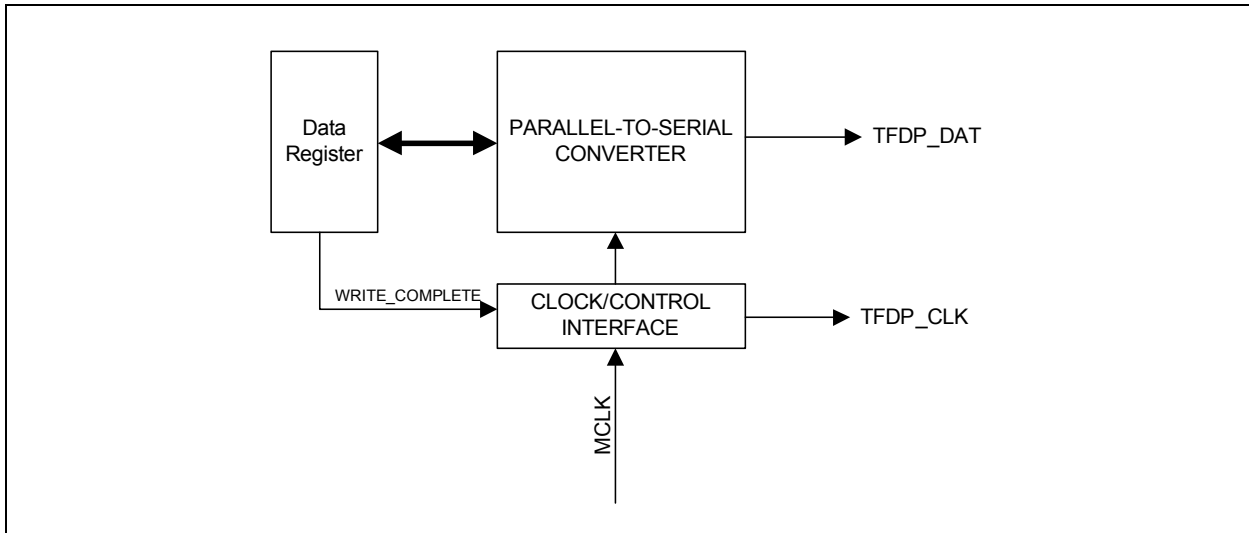 Data
Register
PARALLEL-TO-SERIAL
CONVERTER
TFDP_DAT
WRITE_COMPLETE
CLOCK/CONTROL
INTERFACE
TFDP_CLK
MCLK